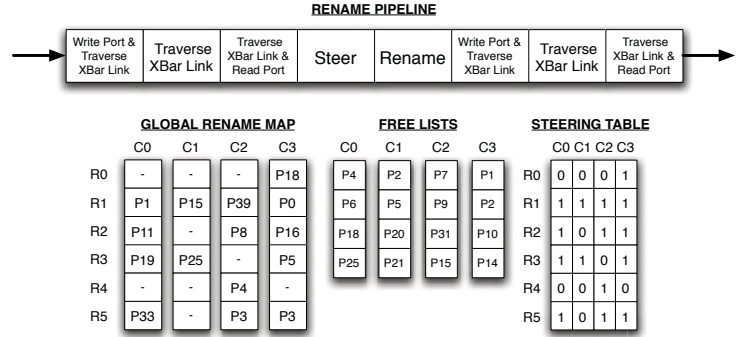 RENAME PIPELINE
Write Port & Traverse XBar Link
Traverse XBar Link
Traverse XBar Link & Read Port
Steer
Rename
Write Port & Traverse XBar Link
Traverse XBar Link
Traverse XBar Link & Read Port
GLOBAL RENAME MAP
C0 C1 C2 C3
R0 - - - P18
R1 P1 P15 P39 P0
R2 P11 - P8 P16
R3 P19 P25 - P5
R4 - - P4 -
R5 P33 - P3 P3
FREE LISTS
C0 C1 C2 C3
P4 P2 P7 P1
P6 P5 P9 P2
P18 P20 P31 P10
P25 P21 P15 P14
STEERING TABLE
C0 C1 C2 C3
R0 0 0 0 1
R1 1 1 1 1
R2 1 0 1 1
R3 1 1 0 1
R4 0 0 1 0
R5 1 0 1 1